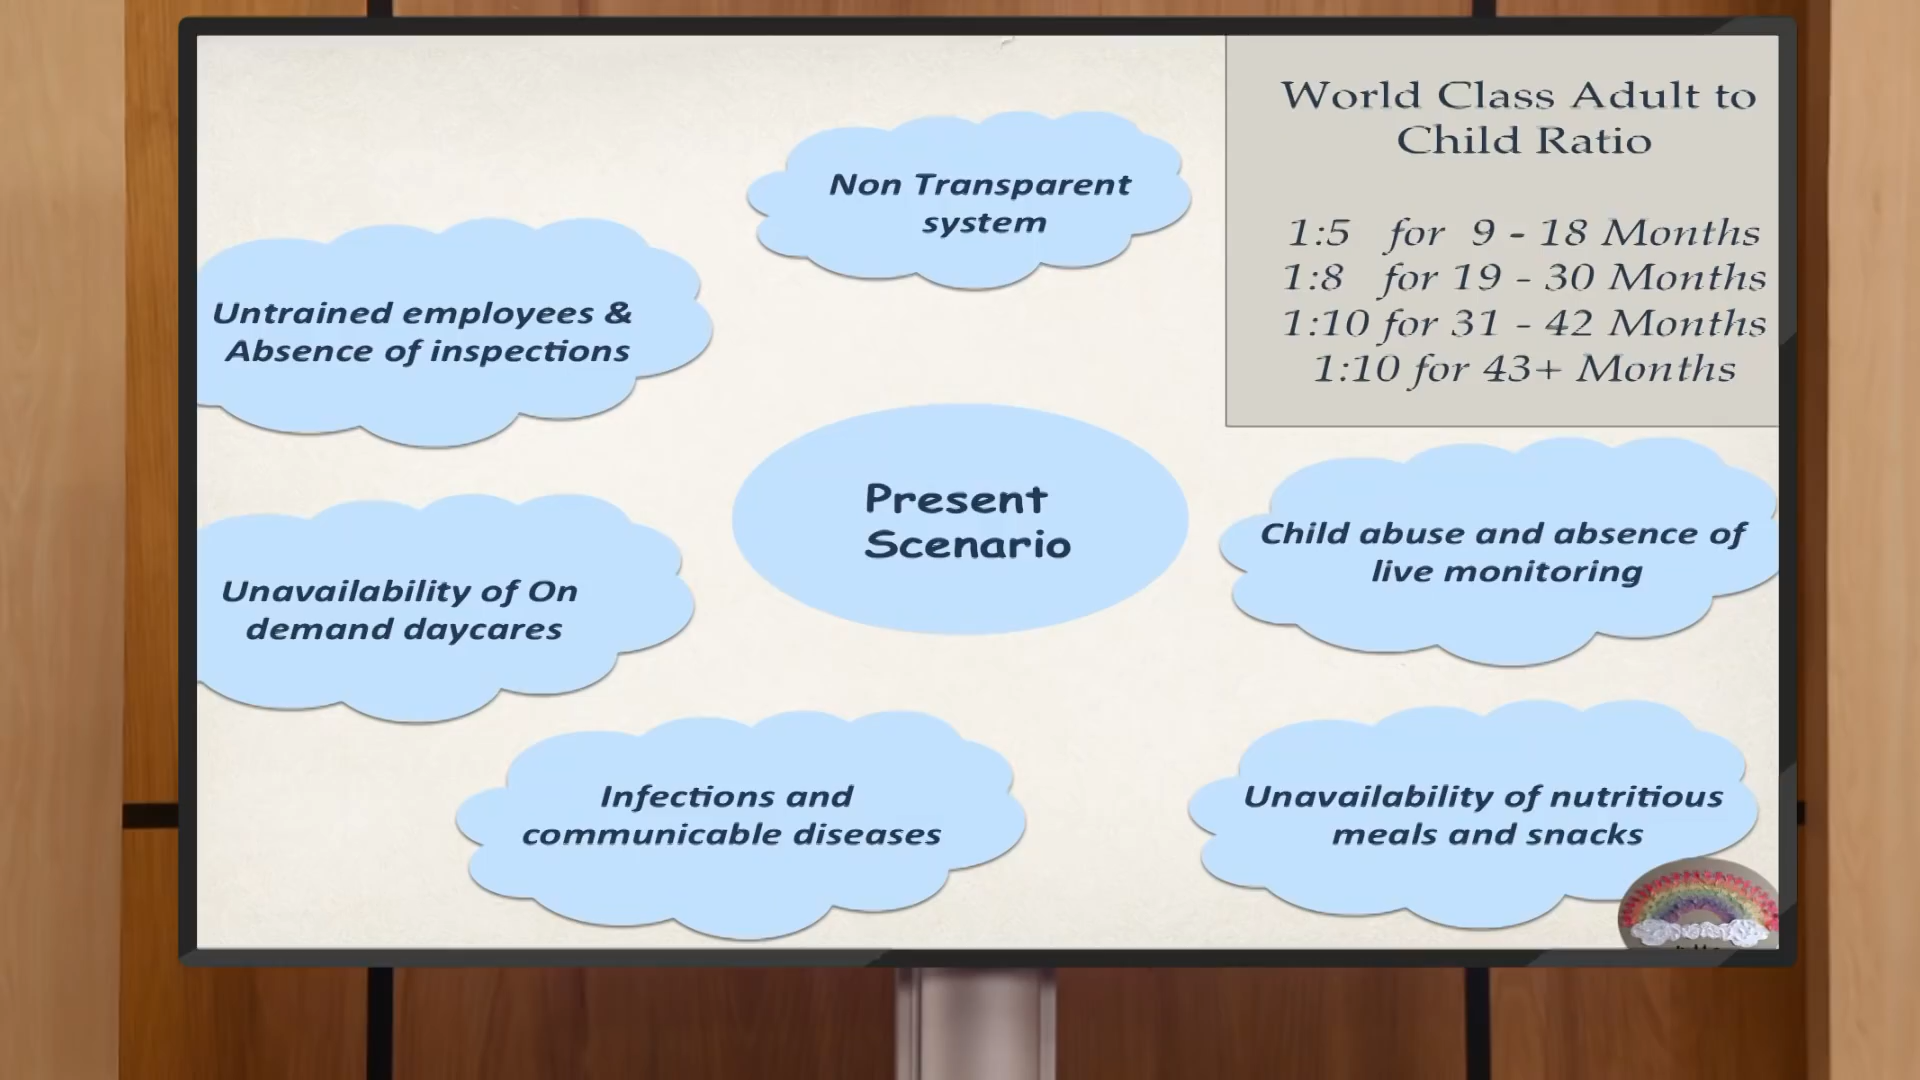 World Class Adult to
Child Ratio
1:5 for 9 - 18 Months
1:8 for 19 - 30 Months
1:10 for 31 - 42 Months
1:10 for 43+ Months
Non Transparent
system
Untrained employees &
Absence of inspections
Present
Scenario
Child abuse and absence of
live monitoring
Unavailability of On
demand daycares
Infections and
communicable diseases
Unavailability of nutritious
meals and snacks